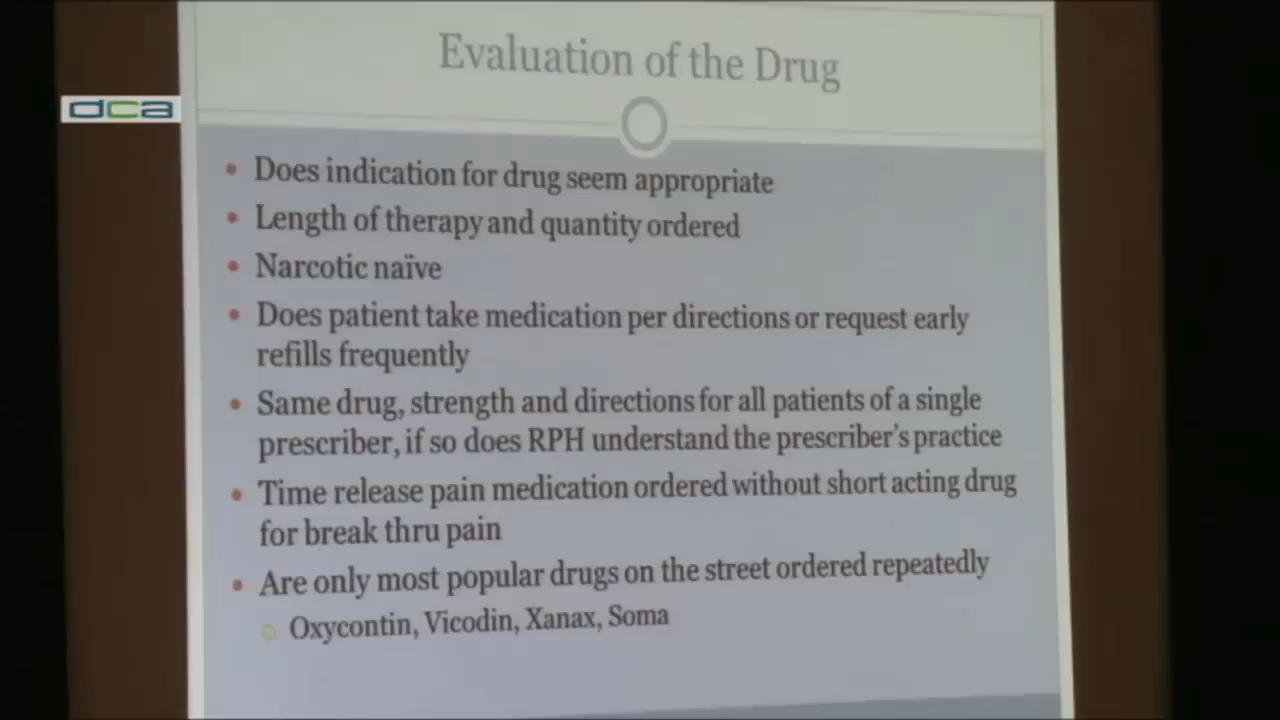 Evaluation of the Drug
dca
Does indication for drug seem appropriate
Length of therapy and quantity ordered
Narcotic naïve
Does patient take medication per directions or request early
refills frequently
Same drug, strength and directions for all patients of a single
prescriber, if so does RPH understand the prescriber's practice
Time release pain medication ordered without short acting drug
for break thru pain
Are only most popular drugs on the street ordered repeatedly
Oxycontin, Vicodin, Xanax, Soma